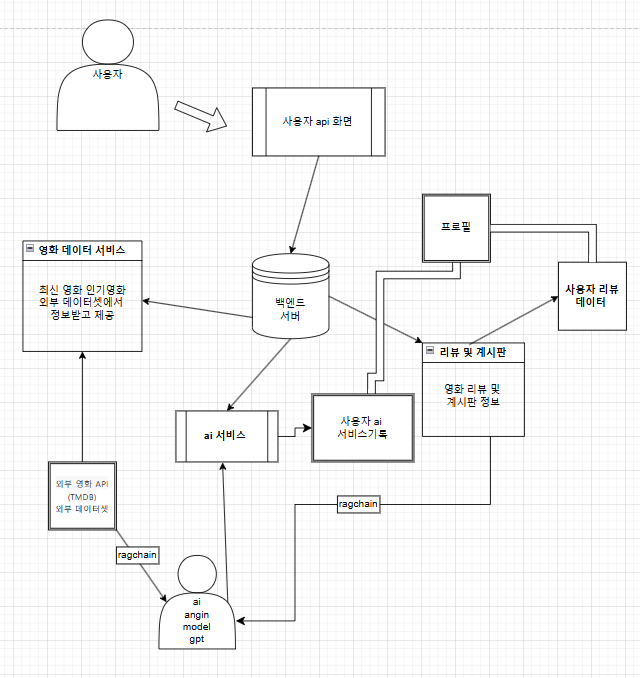 사용자
사용자 api 화면
프로필
영화 데이터 서비스
최신 영화 인기영화
외부 데이터셋에서
정보받고 제공
백엔드
서버
사용자 리뷰
데이터
리뷰 및 게시판
영화 리뷰 및
게시판 정보
ai 서비스
사용자 ai
서비스기록
외부 영화 API
(TMDB)
외부 데이터셋
ragchain
ragchain
ai
angin
model
gpt